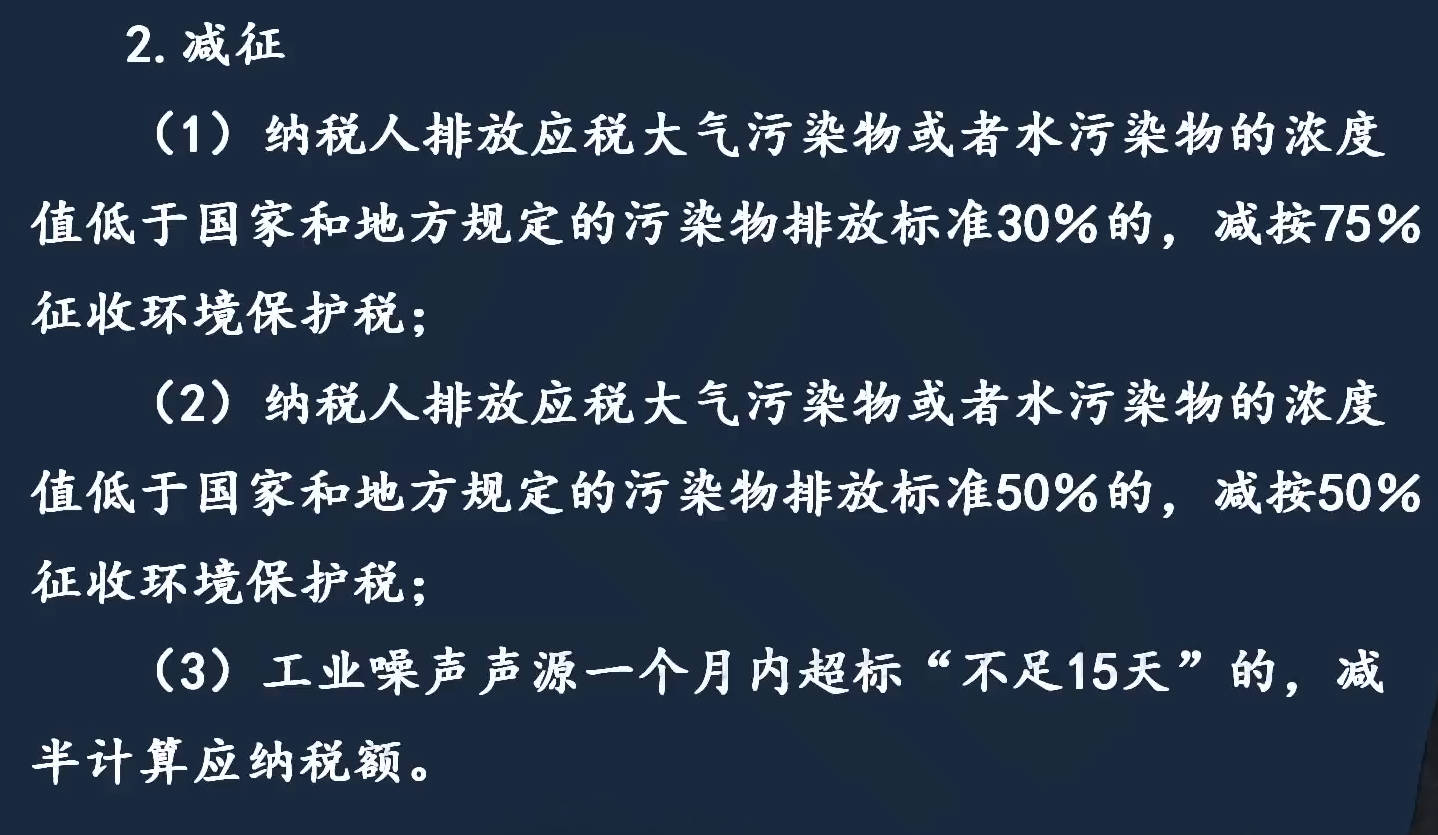 2.减征
（1）纳税人排放应税大气污染物或者水污染物的浓度
值低于国家和地方规定的污染物排放标准30%的，减按75%
征收环境保护税；
（2）纳税人排放应税大气污染物或者水污染物的浓度
值低于国家和地方规定的污染物排放标准50%的，减按50%
征收环境保护税；
（3）工业噪声声源一个月内超标“不足15天”的，减
半计算应纳税额。